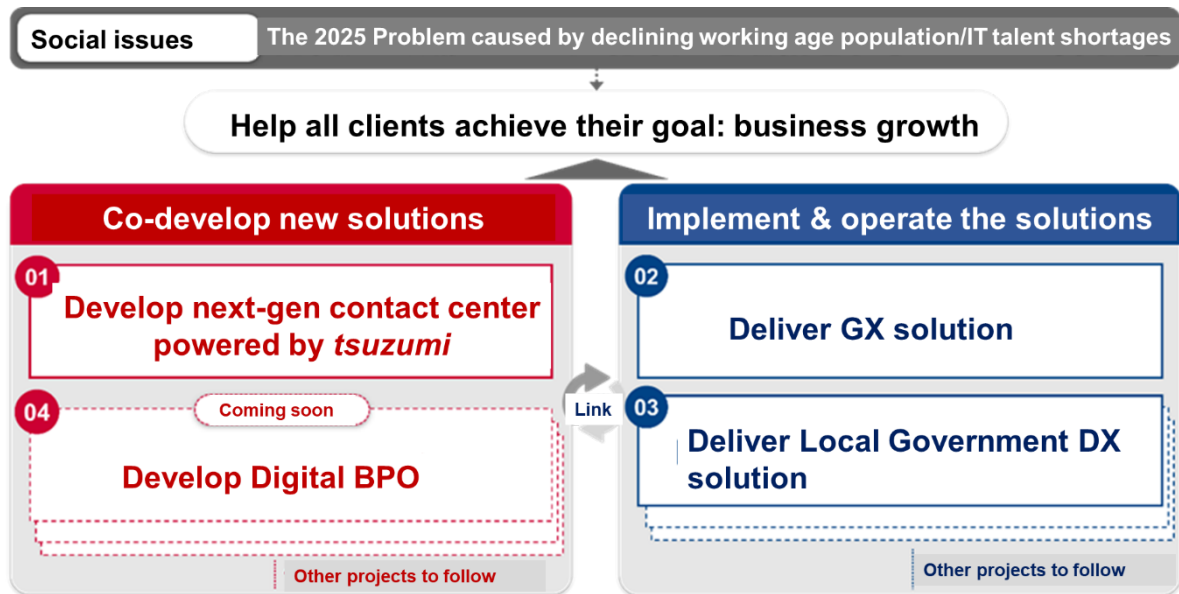 Social issues
The 2025 Problem caused by declining working age population/IT talent shortages
Help all clients achieve their goal: business growth
Co-develop new solutions
01
Develop next-gen contact center
powered by tsuzumi
04
Coming soon
Develop Digital BPO
Other projects to follow
Link
Implement & operate the solutions
02
Deliver GX solution
03
Deliver Local Government DX
solution
Other projects to follow